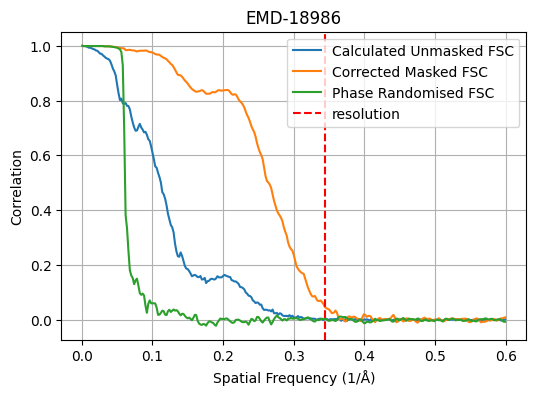 EMD-18986
1.0
0.8
0.6
0.4
0.2
0.0
Correlation
Calculated Unmasked FSC
Corrected Masked FSC
Phase Randomised FSC
resolution
0.0 0.1 0.2 0.3 0.4 0.5 0.6
Spatial Frequency (1/Å)